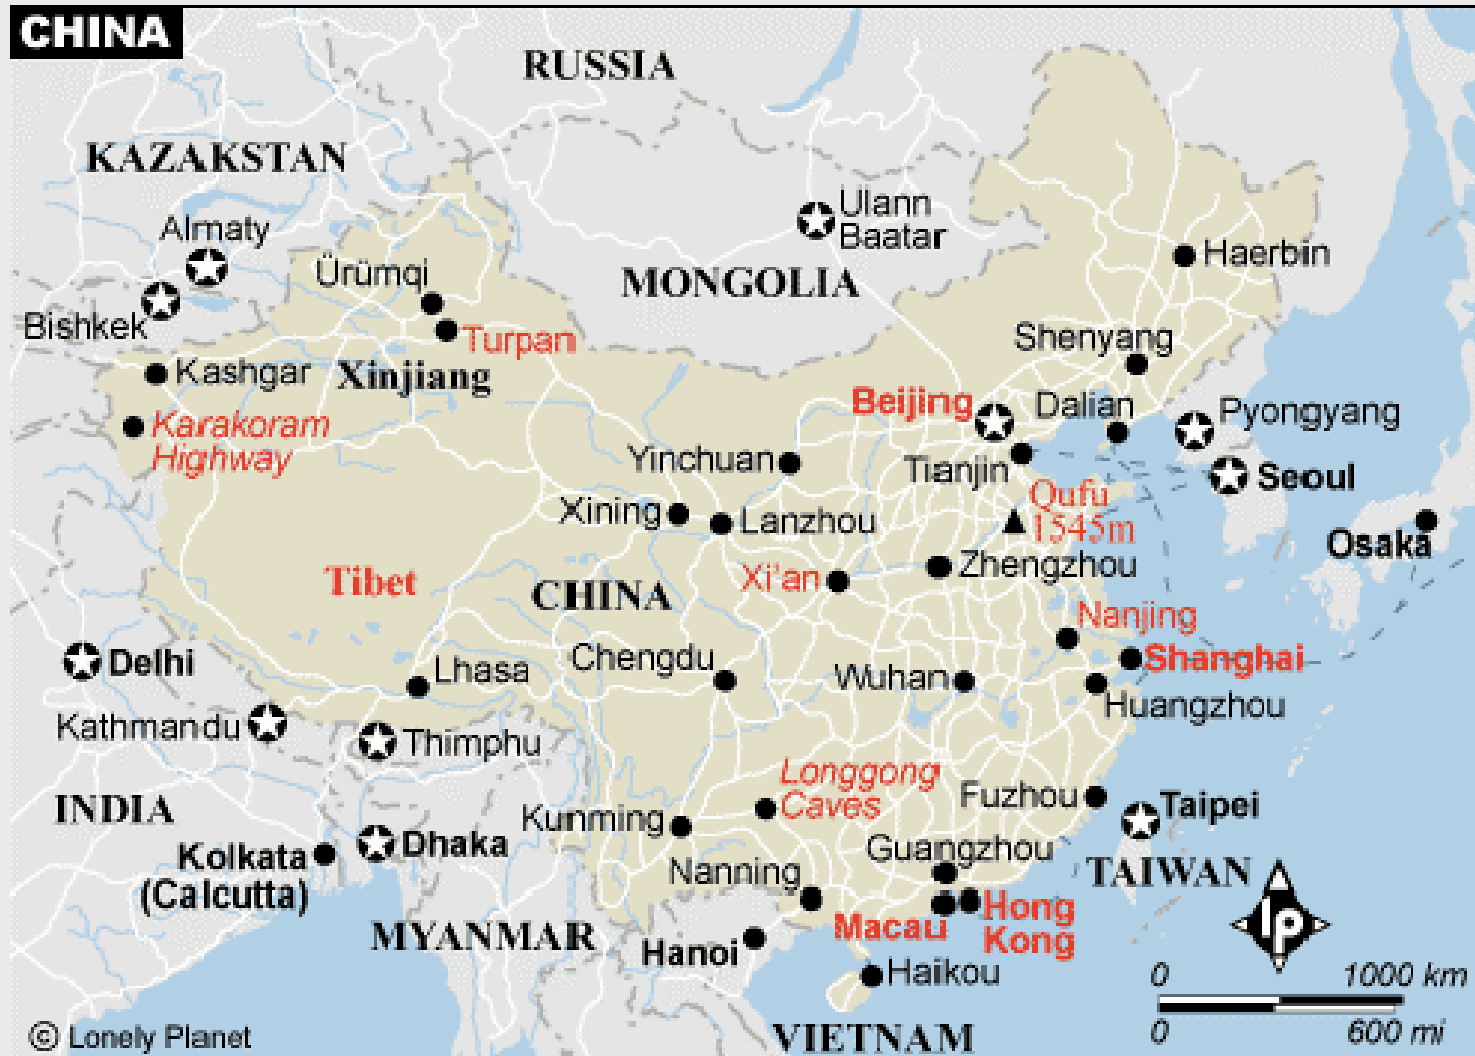 CHINA
RUSSIA
KAZAKSTAN
Almaty
Ulann
Baatar
Ürümqi
MONGOLIA
Haerbin
Bishkek
Turpan
Shenyang
Kashgar
Xinjiang
Beijing
Dalian
Pyongyang
Karakoram
Highway
Yinchuan
Tianjin
Seoul
Qufu
1545m
Xining
Lanzhou
Osaka
Zhengzhou
Xi'an
Tibet
CHINA
Nanjing
Delhi
Lhasa
Chengdu
Wuhan
Shanghai
Huangzhou
Kathmandu
Thimphu
Longgong
Caves
INDIA
Kunming
Fuzhou
Taipei
Kolkata
(Calcutta)
Dhaka
Guangzhou
TAIWAN
Nanning
MYANMAR
Hanoi
Macau
Hong
Kong
lp
Haikou
0 1000 km
0 600 mi
© Lonely Planet
VIETNAM